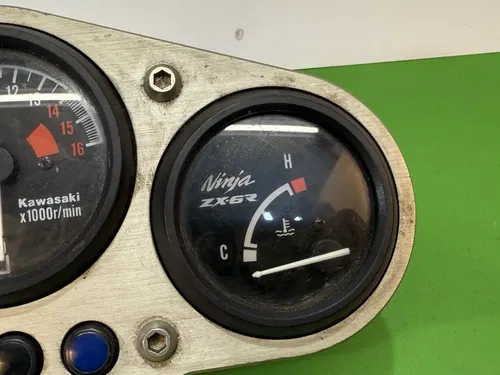 12
13
14
15
16
Kawasaki
x1000r/min
H
Ninja
ZX-6R
C